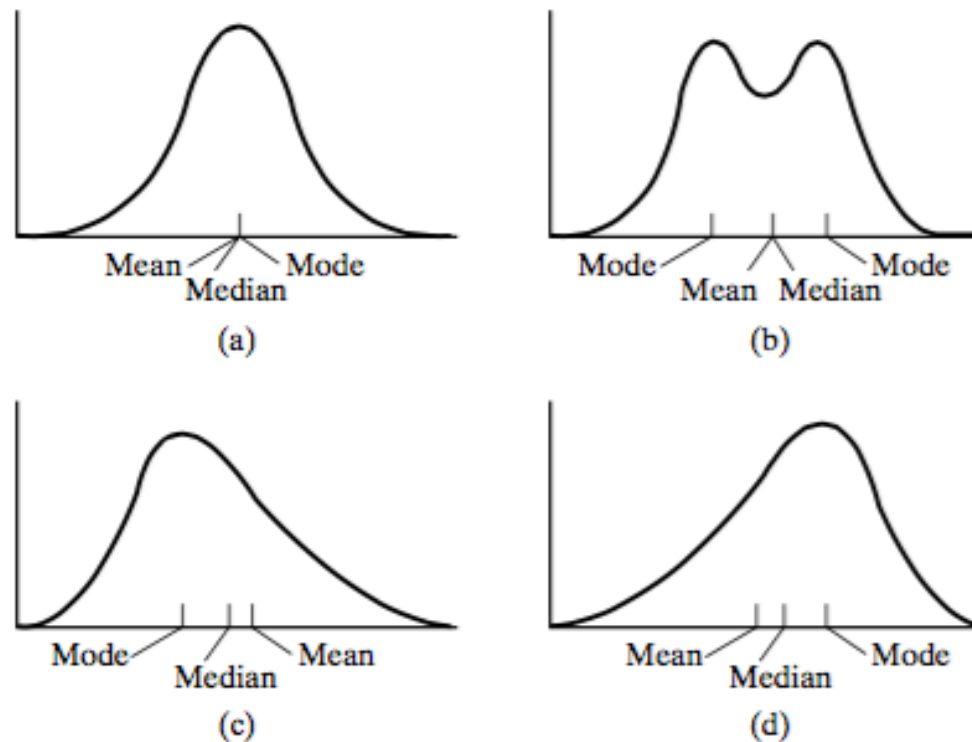 Mean Mode
Median
(a)
Mode Mode
Mean Median
(b)
Mode Mean
Median
(c)
Mean Mode
Median
(d)